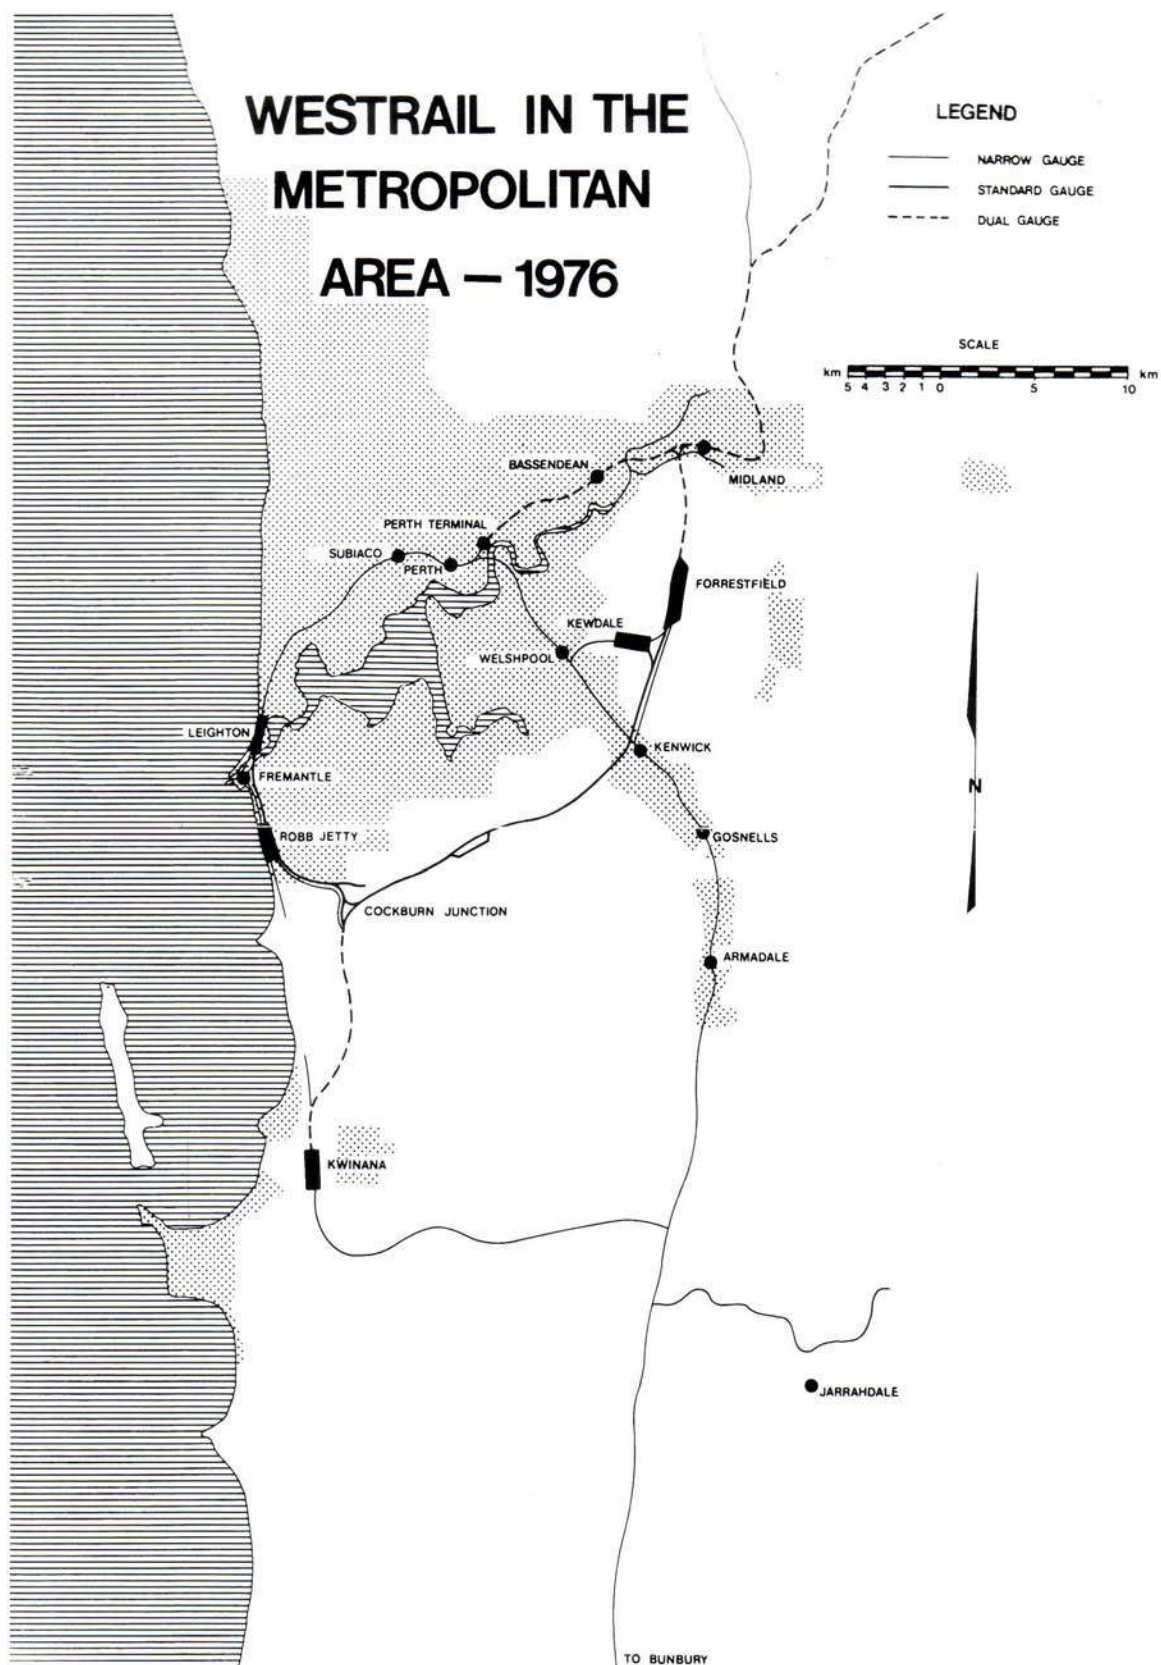 WESTRAIL IN THE
METROPOLITAN
AREA — 1976
LEGEND
NARROW GAUGE
STANDARD GAUGE
DUAL GAUGE
SCALE
km 5 4 3 2 1 0 5 10 km
BASSENDEAN
MIDLAND
PERTH TERMINAL
SUBIACO
PERTH
FORRESTFIELD
KEWDALE
WELSHPOOL
LEIGHTON
KENWICK
FREMANTLE
N
ROBB JETTY
GOSNELLS
COCKBURN JUNCTION
ARMADALE
KWINANA
JARRAHDALE
TO BUNBURY